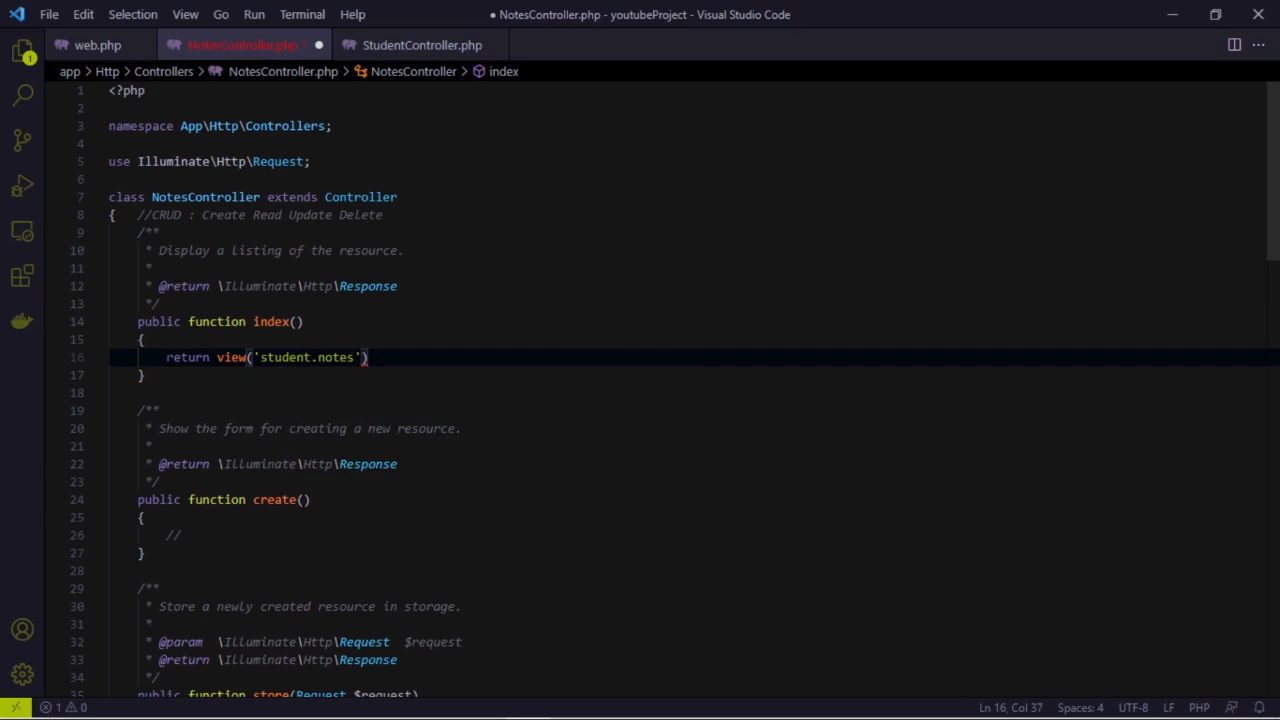 File Edit Selection View Go Run Terminal Help ● NotesController.php - youtubeProject - Visual Studio Code
web.php NotesController.php ● StudentController.php
app > Http > Controllers > NotesController.php > NotesController > index
1 <?php
2
3 namespace App\Http\Controllers;
4
5 use Illuminate\Http\Request;
6
7 class NotesController extends Controller
8 { //CRUD : Create Read Update Delete
9 /**
10 * Display a listing of the resource.
11 *
12 * @return \Illuminate\Http\Response
13 */
14 public function index()
15 {
16 return view('student.notes')
17 }
18
19 /**
20 * Show the form for creating a new resource.
21 *
22 * @return \Illuminate\Http\Response
23 */
24 public function create()
25 {
26 //
27 }
28
29 /**
30 * Store a newly created resource in storage.
31 *
32 * @param \Illuminate\Http\Request $request
33 * @return \Illuminate\Http\Response
34 */
35 public function store(Request $request)
1
1 0 Ln 16, Col 37 Spaces: 4 UTF-8 LF PHP